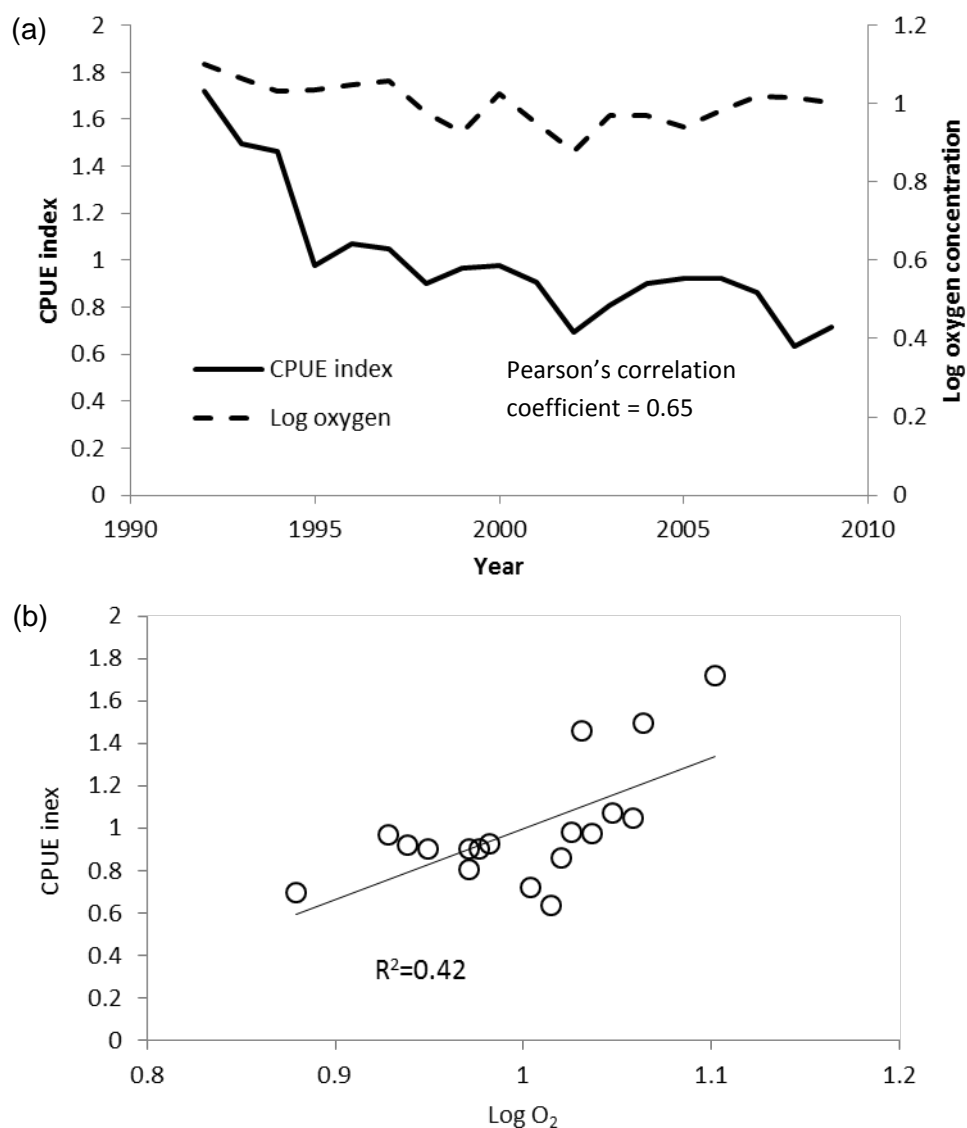 (a)
2
1.8
1.6
1.4
1.2
1
0.8
0.6
0.4
0.2
0
CPUE index
1.2
1
0.8
0.6
0.4
0.2
0
Log oxygen concentration
CPUE index
Log oxygen
Pearson’s correlation
coefficient = 0.65
1990 1995 2000 2005 2010
Year
(b)
2
1.8
1.6
1.4
1.2
1
0.8
0.6
0.4
0.2
0
CPUE inex
R²=0.42
0.8 0.9 1 1.1 1.2
Log O₂